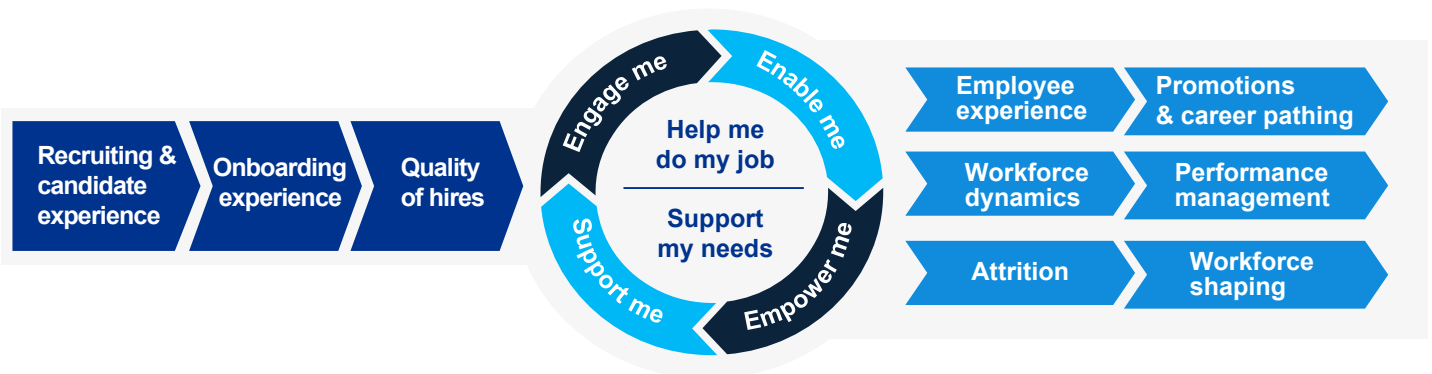 Recruiting &
candidate
experience
Onboarding
experience
Quality
of hires
Engage me
Enable me
Empower me
Support me
Help me
do my job
Support
my needs
Employee
experience
Promotions
& career pathing
Workforce
dynamics
Performance
management
Attrition
Workforce
shaping